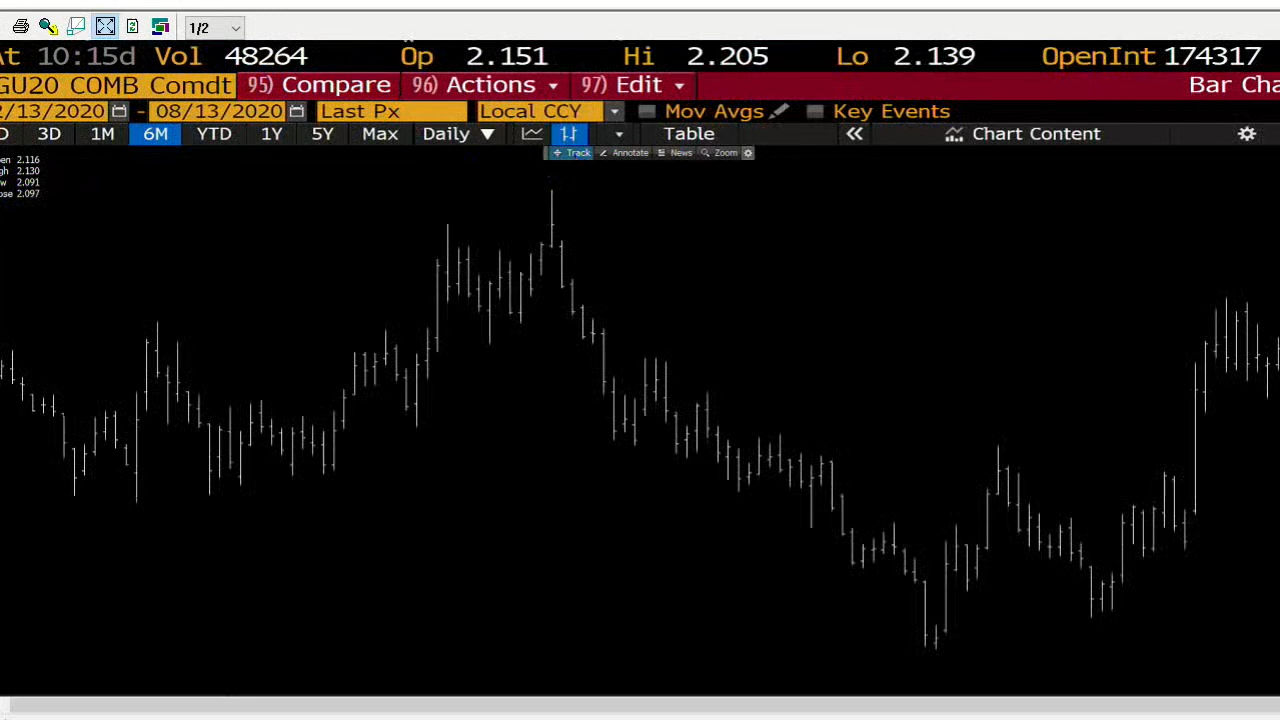 1/2
At 10:15d Vol 48264 Op 2.151 Hi 2.205 Lo 2.139 OpenInt 174317
GU20 COMB Comdt 95) Compare 96) Actions 97) Edit Bar Cha
2/13/2020 - 08/13/2020 Last Px Local CCY Mov Avgs Key Events
D 3D 1M 6M YTD 1Y 5Y Max Daily ▼ Table « Chart Content
Track Annotate News Zoom
pen 2.116
gh 2.130
w 2.091
ose 2.097